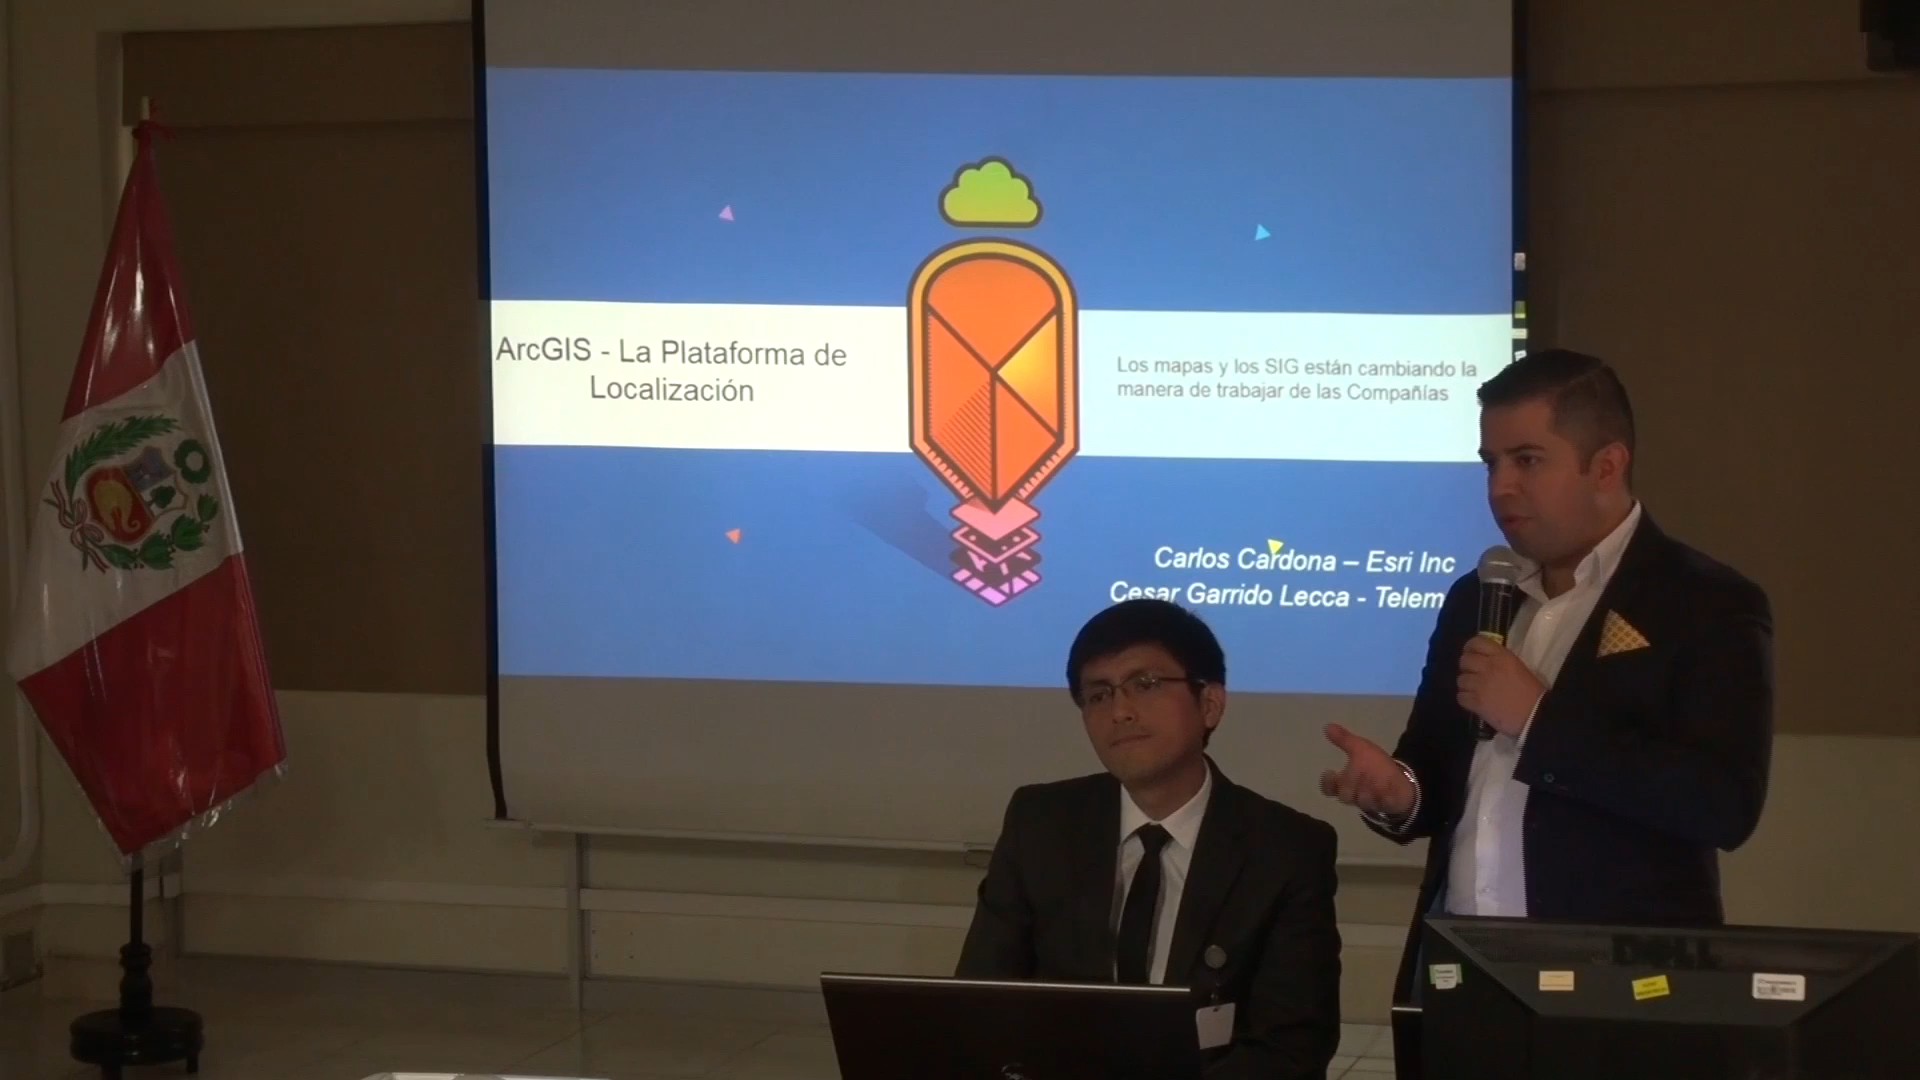 ArcGIS - La Plataforma de
Localización
Los mapas y los SIG están cambiando la
manera de trabajar de las Compañías
Carlos Cardona – Esri Inc
Cesar Garrido Lecca - Telem